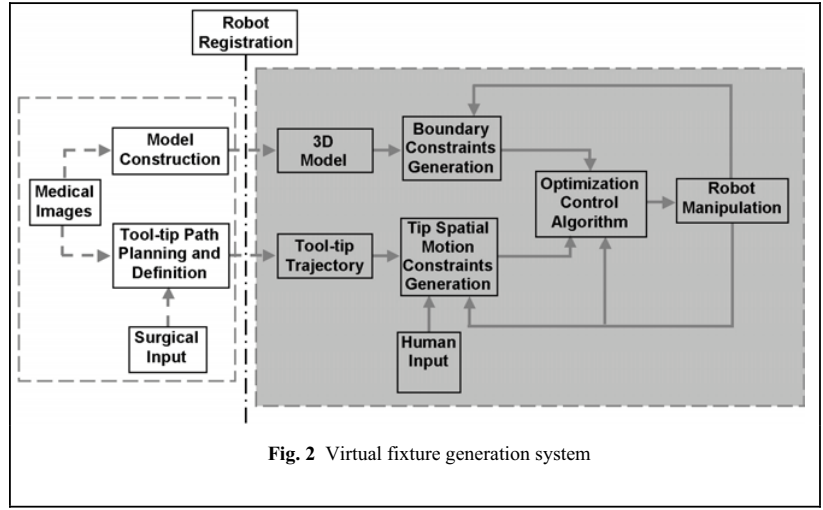 Robot
Registration
Model
Construction
3D
Model
Boundary
Constraints
Generation
Medical
Images
Optimization
Control
Algorithm
Robot
Manipulation
Tool-tip Path
Planning and
Definition
Tool-tip
Trajectory
Tip Spatial
Motion
Constraints
Generation
Surgical
Input
Human
Input
Fig. 2 Virtual fixture generation system